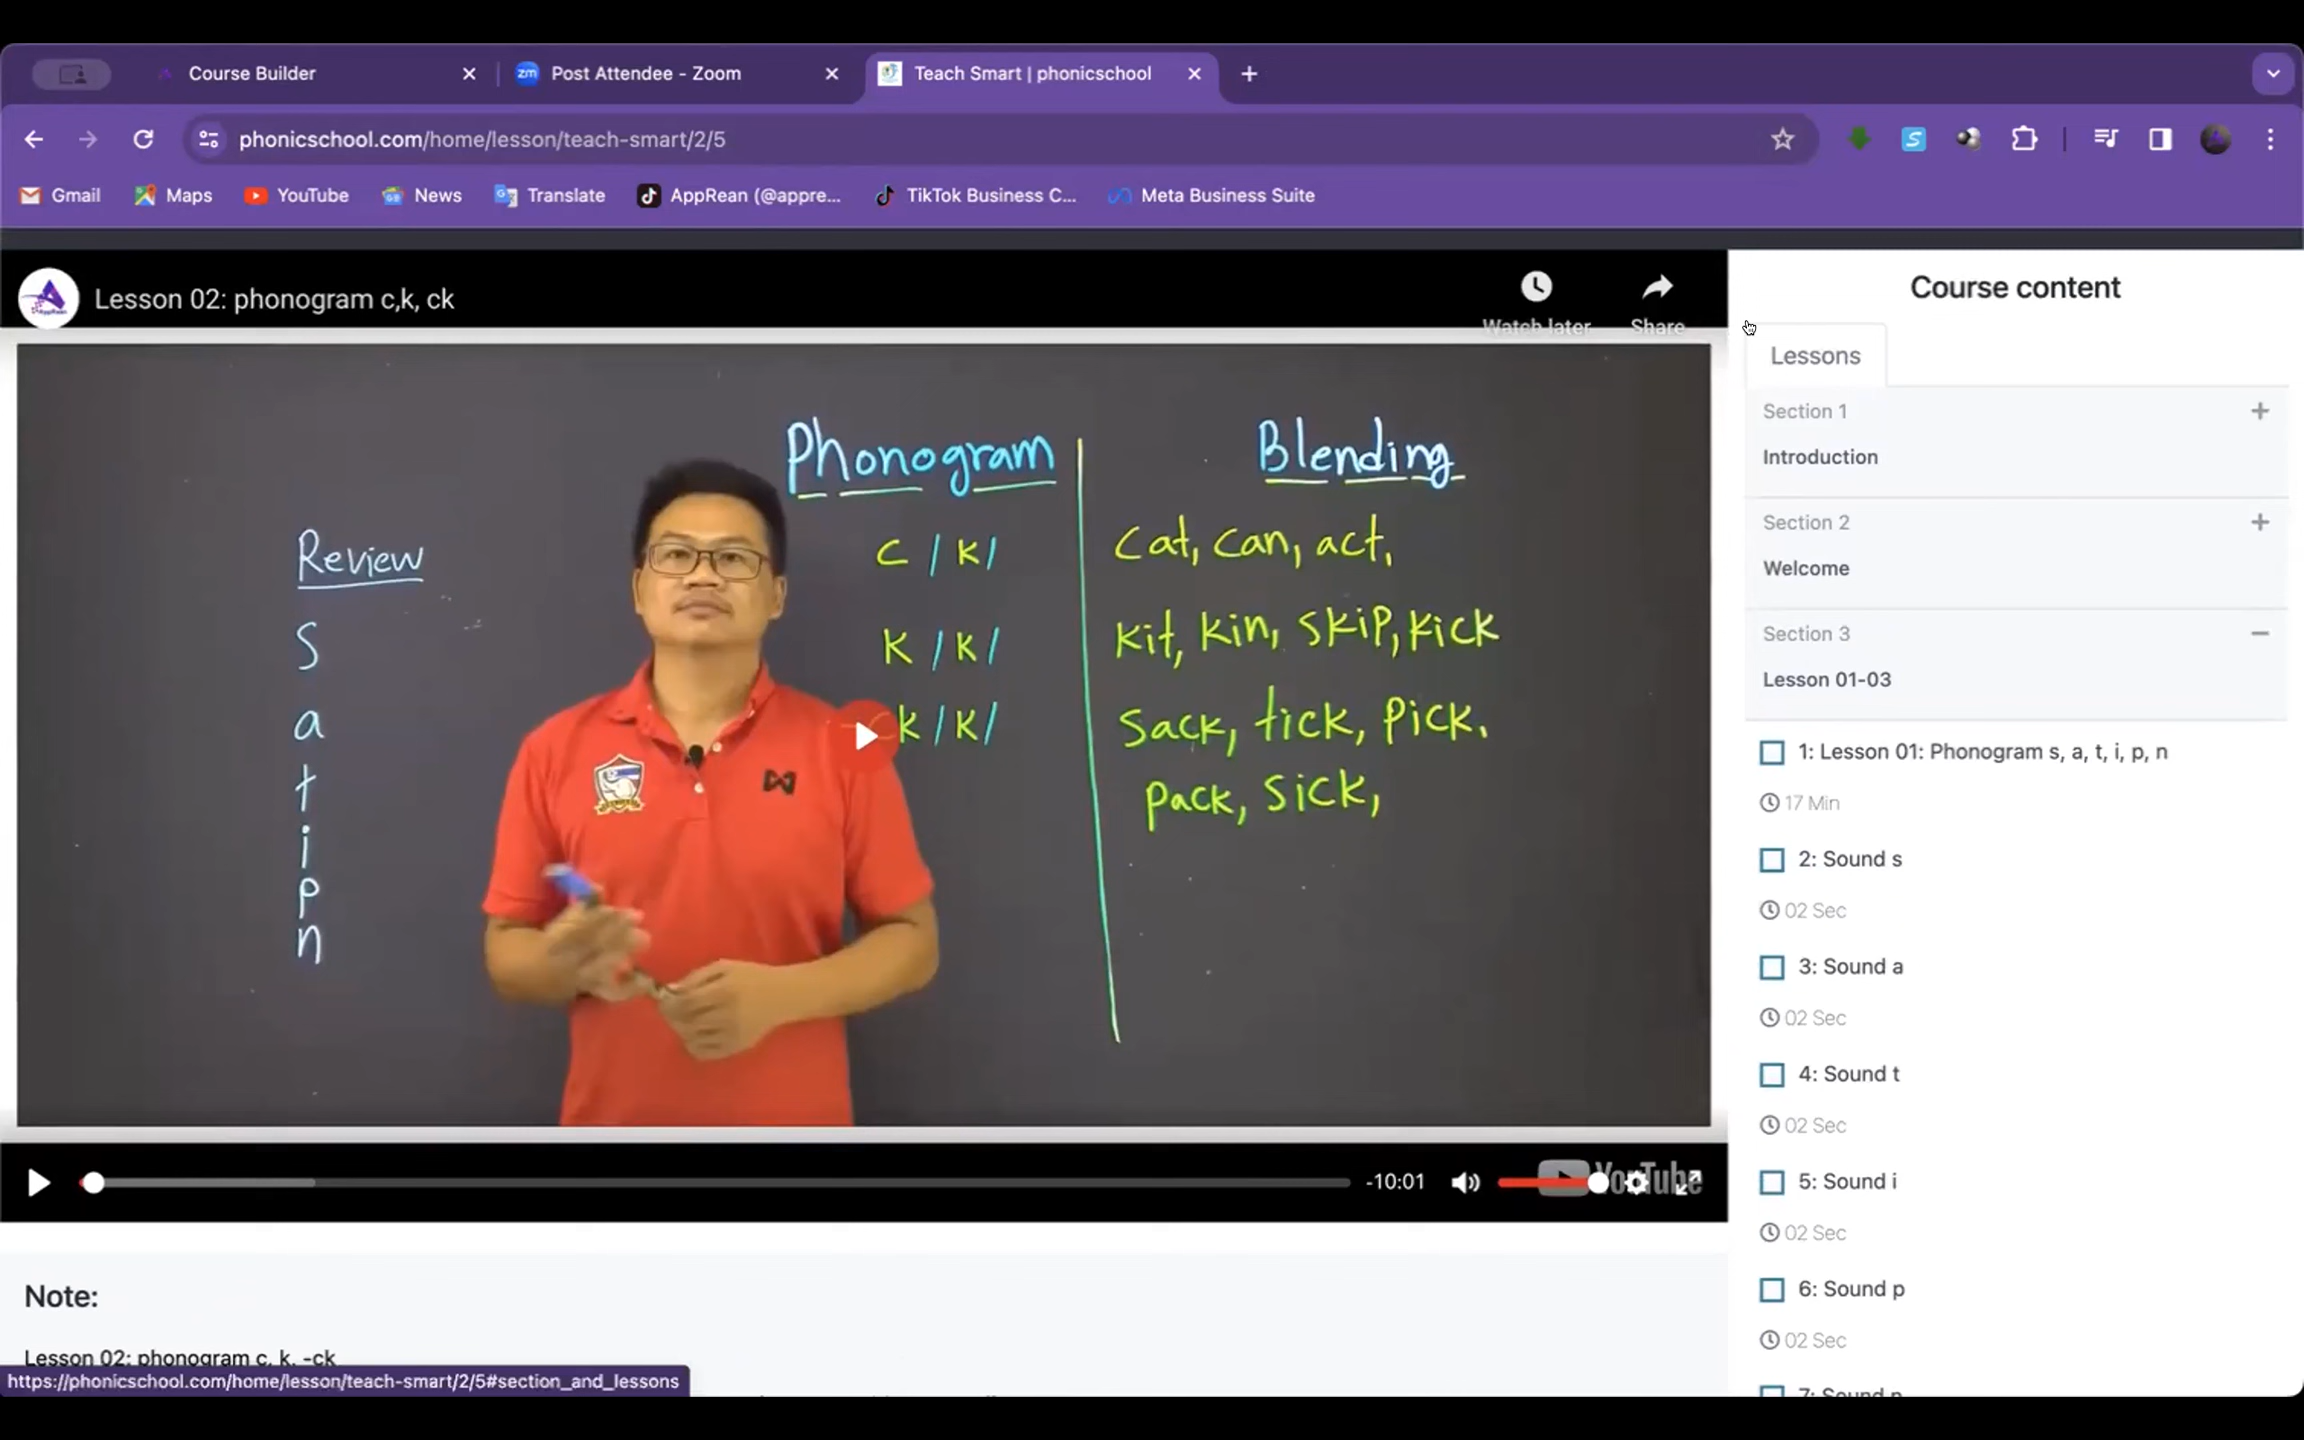 Course Builder
zm Post Attendee - Zoom
Teach Smart | phonicschool
phonicschool.com/home/lesson/teach-smart/2/5
Gmail
Maps
YouTube
News
Translate
AppRean (@appre...
TikTok Business C...
Meta Business Suite
Lesson 02: phonogram c,k, ck
Watch later
Share
Review
s
a
t
i
p
n
Phonogram
c /k/
k /k/
ck /k/
Blending
cat, can, act,
kit, kin, skip, kick
sack, tick, pick.
pack, sick,
-10:01
YouTube
Note:
Lesson 02: phonogram c, k, -ck
https://phonicschool.com/home/lesson/teach-smart/2/5#section_and_lessons
Course content
Lessons
Section 1
Introduction
Section 2
Welcome
Section 3
Lesson 01-03
1: Lesson 01: Phonogram s, a, t, i, p, n
17 Min
2: Sound s
02 Sec
3: Sound a
02 Sec
4: Sound t
02 Sec
5: Sound i
02 Sec
6: Sound p
02 Sec
7: Sound n